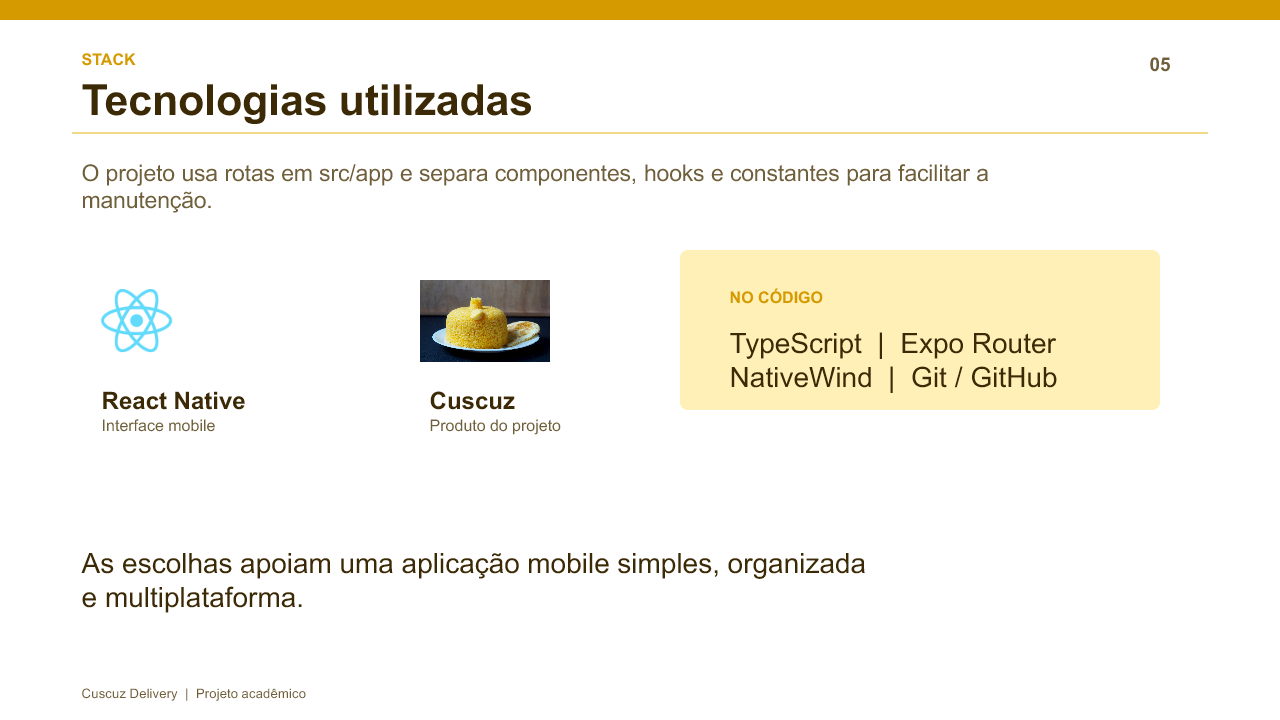 STACK
05
Tecnologias utilizadas
O projeto usa rotas em src/app e separa componentes, hooks e constantes para facilitar a
manutenção.
NO CÓDIGO
TypeScript | Expo Router
NativeWind | Git / GitHub
React Native
Interface mobile
Cuscuz
Produto do projeto
As escolhas apoiam uma aplicação mobile simples, organizada
e multiplataforma.
Cuscuz Delivery | Projeto acadêmico